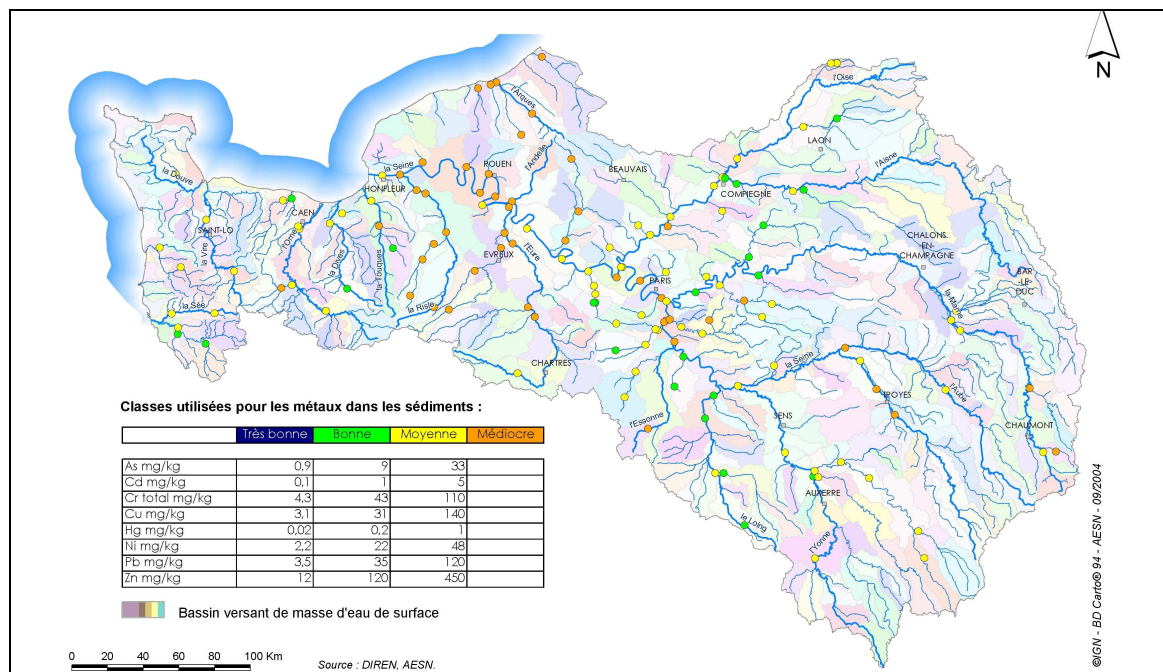 N
l'Oise
l'Arques
LAON
la Douve
la Seine
ROUEN
l'Andelle
BEAUVAIS
l'Aisne
COMPIEGNE
HONFLEUR
CAEN
SAINT-LO
la Vire
l'Orne
la Dives
la Touques
EVREUX
l'Eure
CHALONS
EN
CHAMPAGNE
BAR
-LE
DUC
PARIS
la Sée
la Risle
la Marne
CHARTRES
la Seine
l'Aube
TROYES
SENS
l'Essonne
CHAUMONT
AUXERRE
le Loing
l'Yonne
Classes utilisées pour les métaux dans les sédiments :
Très bonne Bonne Moyenne Médiocre
As mg/kg 0,9 9 33
Cd mg/kg 0,1 1 5
Cr total mg/kg 4,3 43 110
Cu mg/kg 3,1 31 140
Hg mg/kg 0,02 0,2 1
Ni mg/kg 2,2 22 48
Pb mg/kg 3,5 35 120
Zn mg/kg 12 120 450
Bassin versant de masse d'eau de surface
0 20 40 60 80 100 Km
Source : DIREN, AESN.
©IGN - BD Carto® 94 - AESN - 09/2004